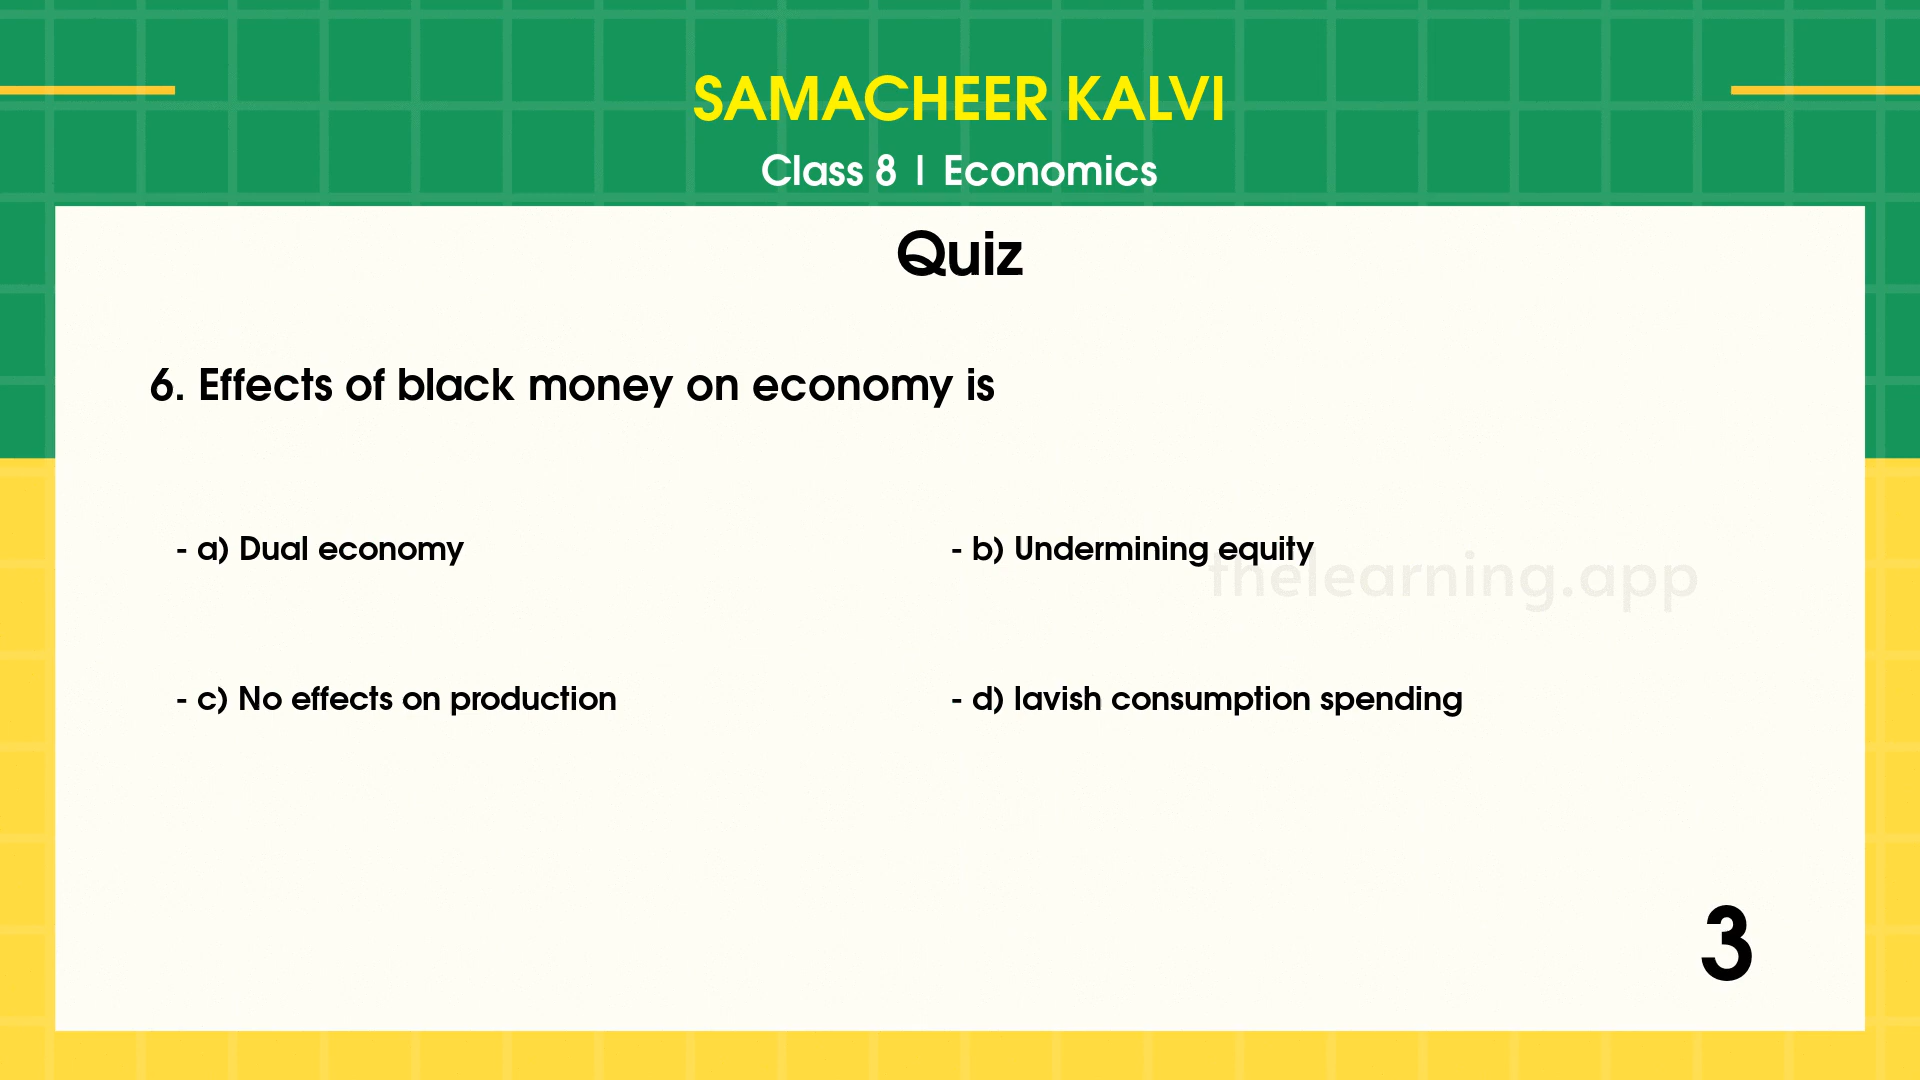 SAMACHEER KALVI
Class 8 | Economics
Quiz
6. Effects of black money on economy is
- a) Dual economy
- b) Undermining equity
thelearning.app
- c) No effects on production
- d) lavish consumption spending
3